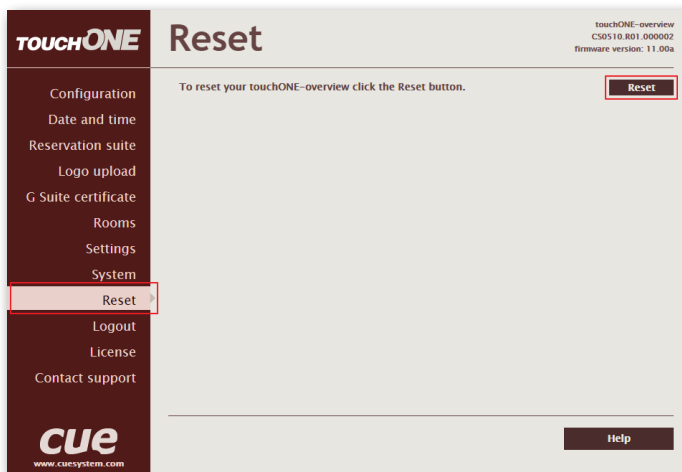 TOUCHONE
Reset
touchONE-overview
CS0510.R01.000002
firmware version: 11.00a
Configuration
Date and time
Reservation suite
Logo upload
G Suite certificate
Rooms
Settings
System
Reset
Logout
License
Contact support
To reset your touchONE-overview click the Reset button.
Reset
cue
www.cuesystem.com
Help